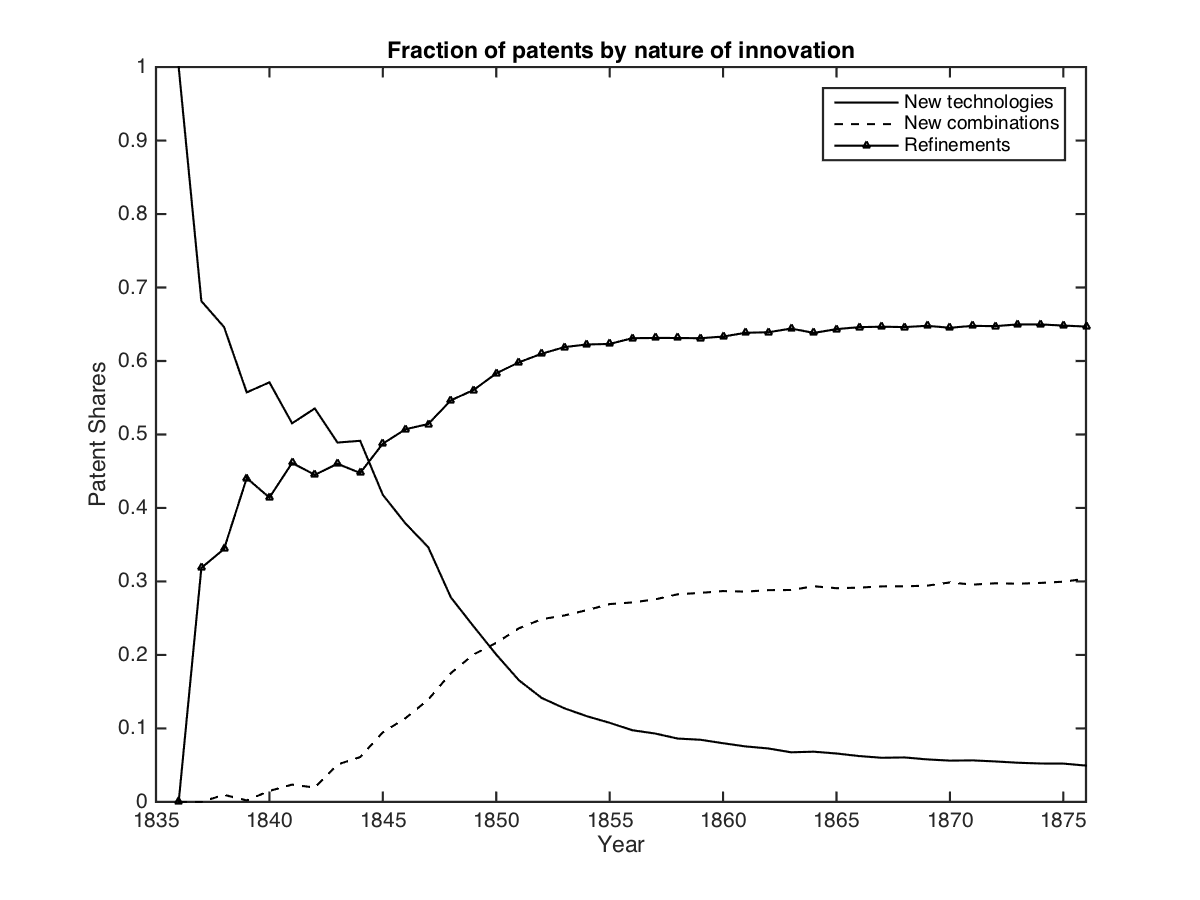 Fraction of patents by nature of innovation
New technologies
New combinations
Refinements
1
0.9
0.8
0.7
0.6
0.5
0.4
0.3
0.2
0.1
0
Patent Shares
1835 1840 1845 1850 1855 1860 1865 1870 1875
Year